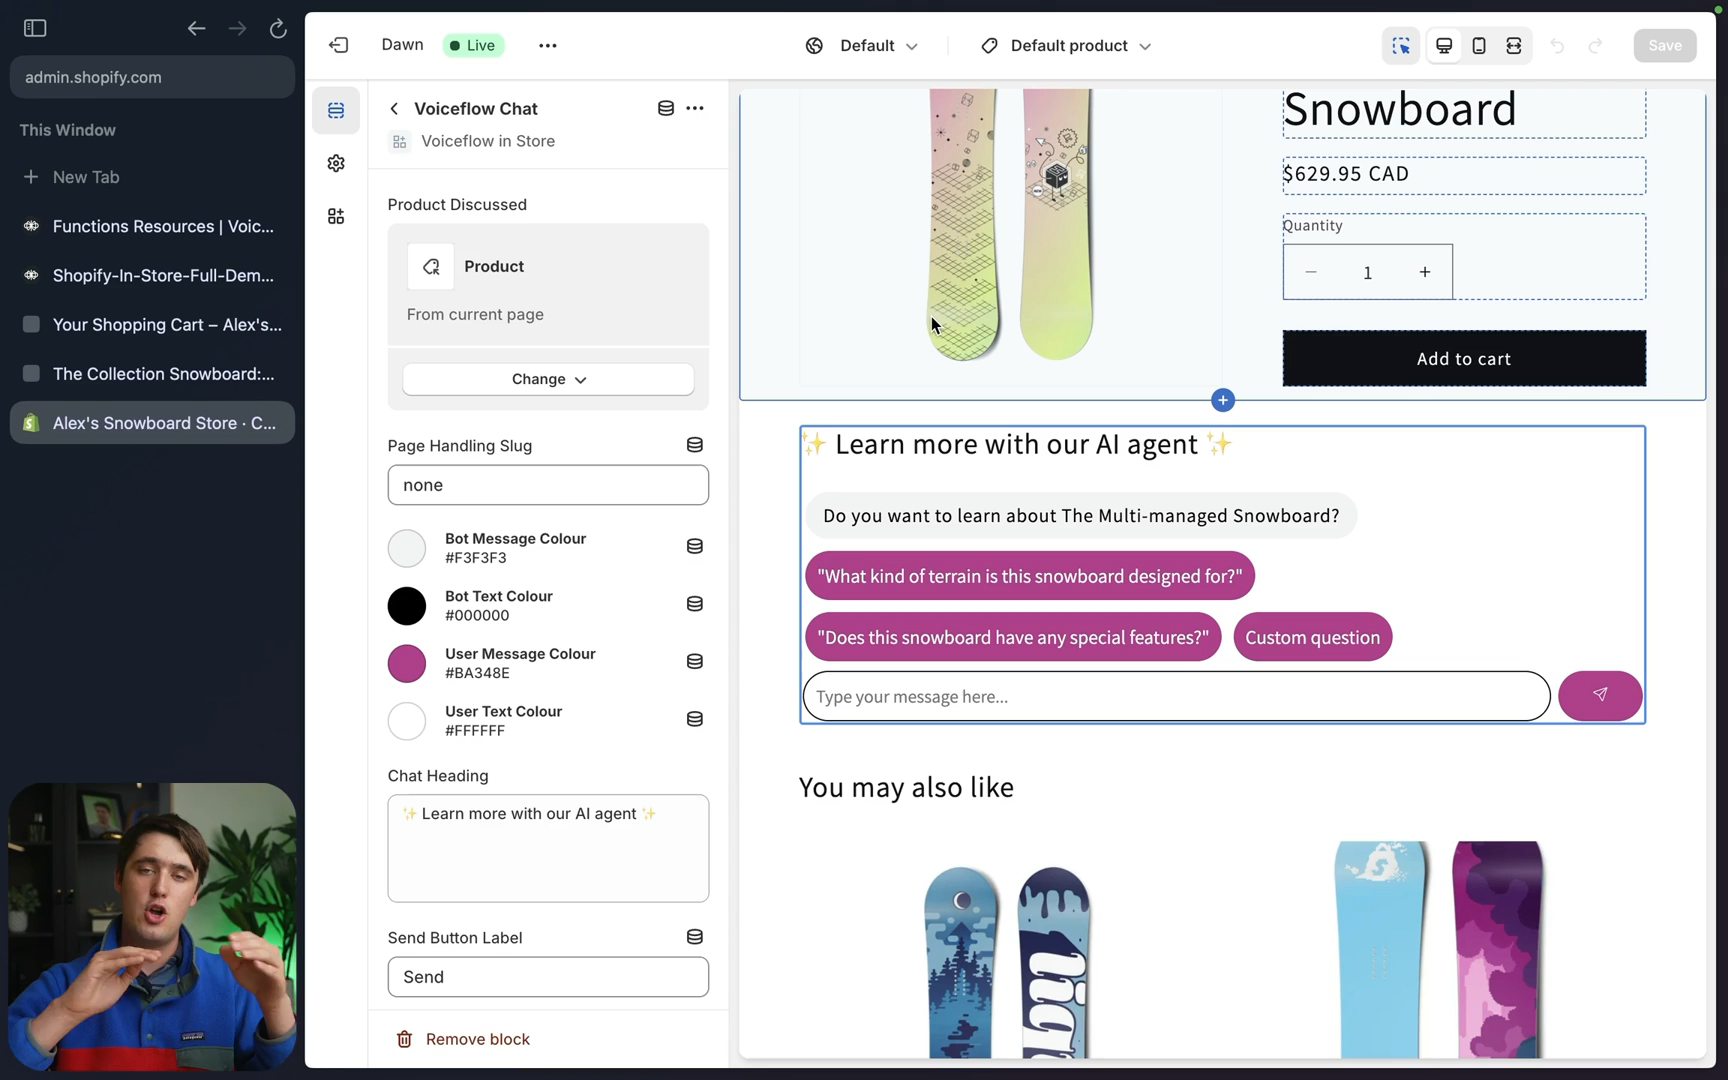 admin.shopify.com
This Window
New Tab
Functions Resources | Voic...
Shopify-In-Store-Full-Dem...
Your Shopping Cart – Alex's...
The Collection Snowboard:...
Alex's Snowboard Store · C...
Dawn
Live
Default
Default product
Save
Voiceflow Chat
Voiceflow in Store
Product Discussed
Product
From current page
Change
Page Handling Slug
none
Bot Message Colour
#F3F3F3
Bot Text Colour
#000000
User Message Colour
#BA348E
User Text Colour
#FFFFFF
Chat Heading
✨ Learn more with our AI agent ✨
Send Button Label
Send
Remove block
Snowboard
$629.95 CAD
Quantity
1
Add to cart
✨ Learn more with our AI agent ✨
Do you want to learn about The Multi-managed Snowboard?
"What kind of terrain is this snowboard designed for?"
"Does this snowboard have any special features?"
Custom question
Type your message here...
You may also like